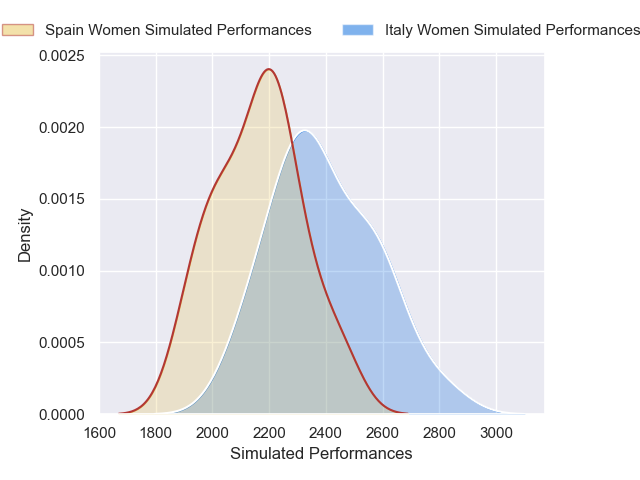 Spain Women Simulated Performances
Italy Women Simulated Performances
0.0025
0.0020
0.0015
0.0010
0.0005
0.0000
Density
1600 1800 2000 2200 2400 2600 2800 3000
Simulated Performances